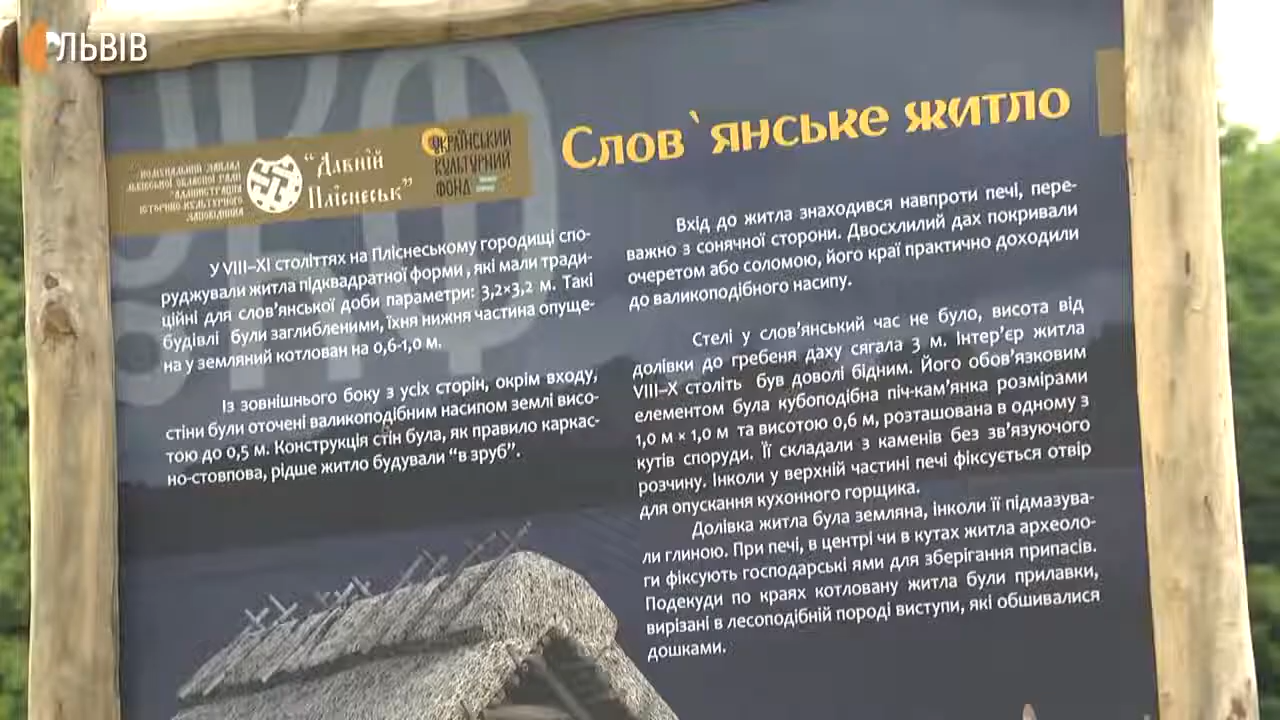 ЛЬВІВ
Слов`янське житло
КОМУНАЛЬНИЙ ЗАКЛАД
ЛЬВІВСЬКОЇ ОБЛАСНОЇ РАДИ
"АДМІНІСТРАЦІЯ
ІСТОРИКО-КУЛЬТУРНОГО
ЗАПОВІДНИКА
"Давній
Пліснеськ"
УКРАЇНСЬКИЙ
КУЛЬТУРНИЙ
ФОНД
У VIII–XI століттях на Пліснеському городищі спо-
руджували житла підквадратної форми , які мали тради-
ційні для слов'янської доби параметри: 3,2×3,2 м. Такі
будівлі були заглибленими, їхня нижня частина опуще-
на у земляний котлован на 0,6-1,0 м.
Із зовнішнього боку з усіх сторін, окрім входу,
стіни були оточені валикоподібним насипом землі висо-
тою до 0,5 м. Конструкція стін була, як правило каркас-
но-стовпова, рідше житло будували "в зруб".
Вхід до житла знаходився навпроти печі, пере-
важно з сонячної сторони. Двосхилий дах покривали
очеретом або соломою, його краї практично доходили
до валикоподібного насипу.
Стелі у слов'янський час не було, висота від
долівки до гребеня даху сягала 3 м. Інтер'єр житла
VIII–X століть був доволі бідним. Його обов'язковим
елементом була кубоподібна піч-кам'янка розмірами
1,0 м × 1,0 м та висотою 0,6 м, розташована в одному з
кутів споруди. Її складали з каменів без зв'язуючого
розчину. Інколи у верхній частині печі фіксується отвір
для опускання кухонного горщика.
Долівка житла була земляна, інколи її підмазува-
ли глиною. При печі, в центрі чи в кутах житла археоло-
ги фіксують господарські ями для зберігання припасів.
Подекуди по краях котловану житла були прилавки,
вирізані в лесоподібній породі виступи, які обшивалися
дошками.